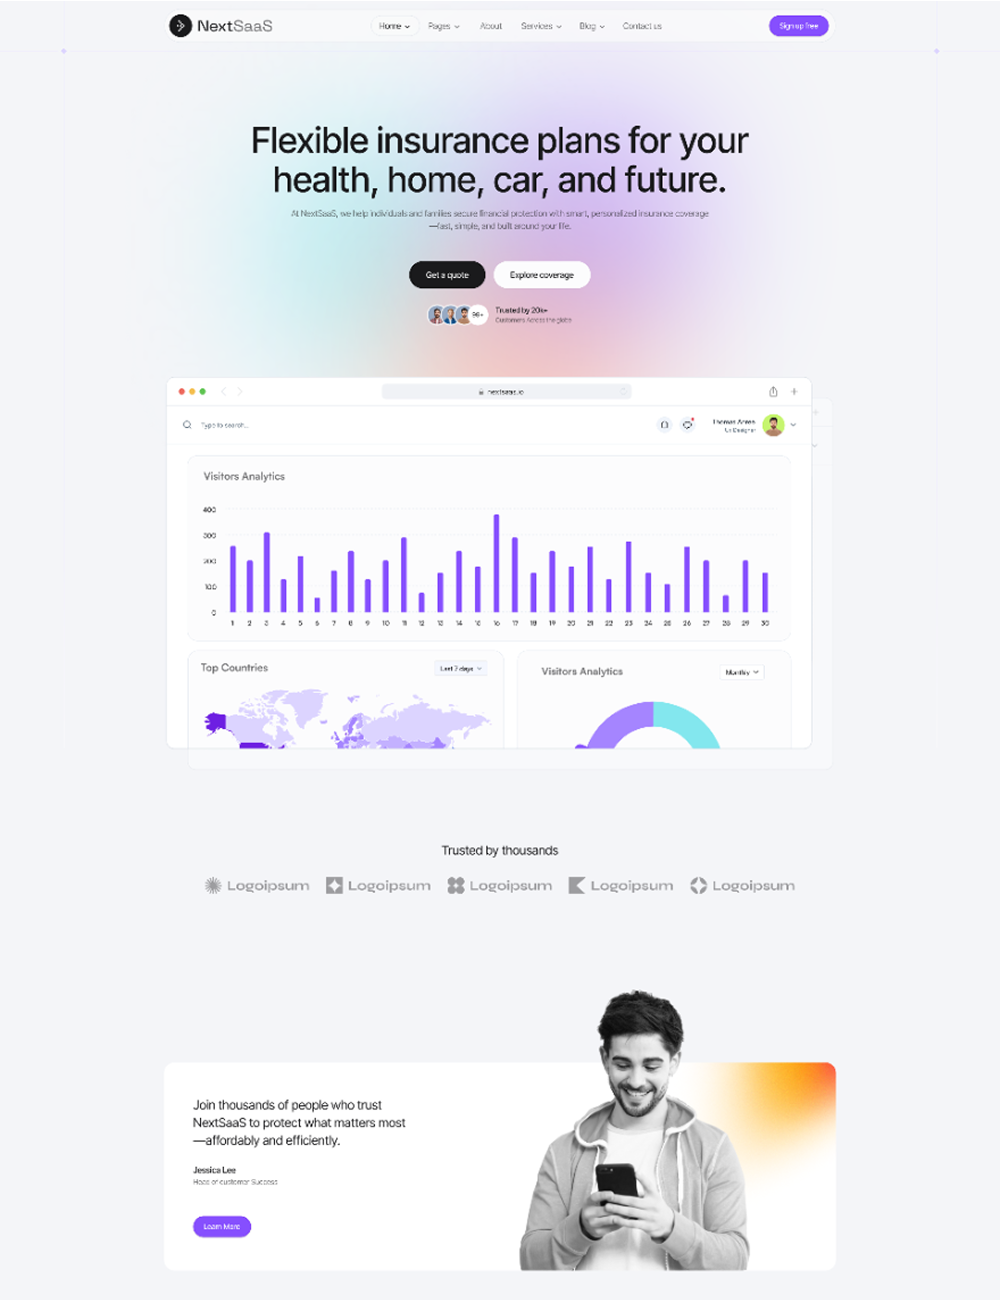 NextSaaS
Home Pages About Services Blog Contact us
Sign up free
Flexible insurance plans for your
health, home, car, and future.
At NextSaaS, we help individuals and families secure financial protection with smart, personalized insurance coverage
—fast, simple, and built around your life.
Get a quote Explore coverage
Trusted by 20k+
Customers Across the globe
nextsaas.io
Type to search...
Ux Designer
Visitors Analytics
400
300
200
100
0
1 2 3 4 5 6 7 8 9 10 11 12 13 14 15 16 17 18 19 20 21 22 23 24 25 26 27 28 29 30
Top Countries
Last 7 days
Visitors Analytics
Monthly
Trusted by thousands
Logoipsum Logoipsum Logoipsum Logoipsum Logoipsum
Join thousands of people who trust
NextSaaS to protect what matters most
—affordably and efficiently.
Jessica Lee
Head of customer Success
Learn More